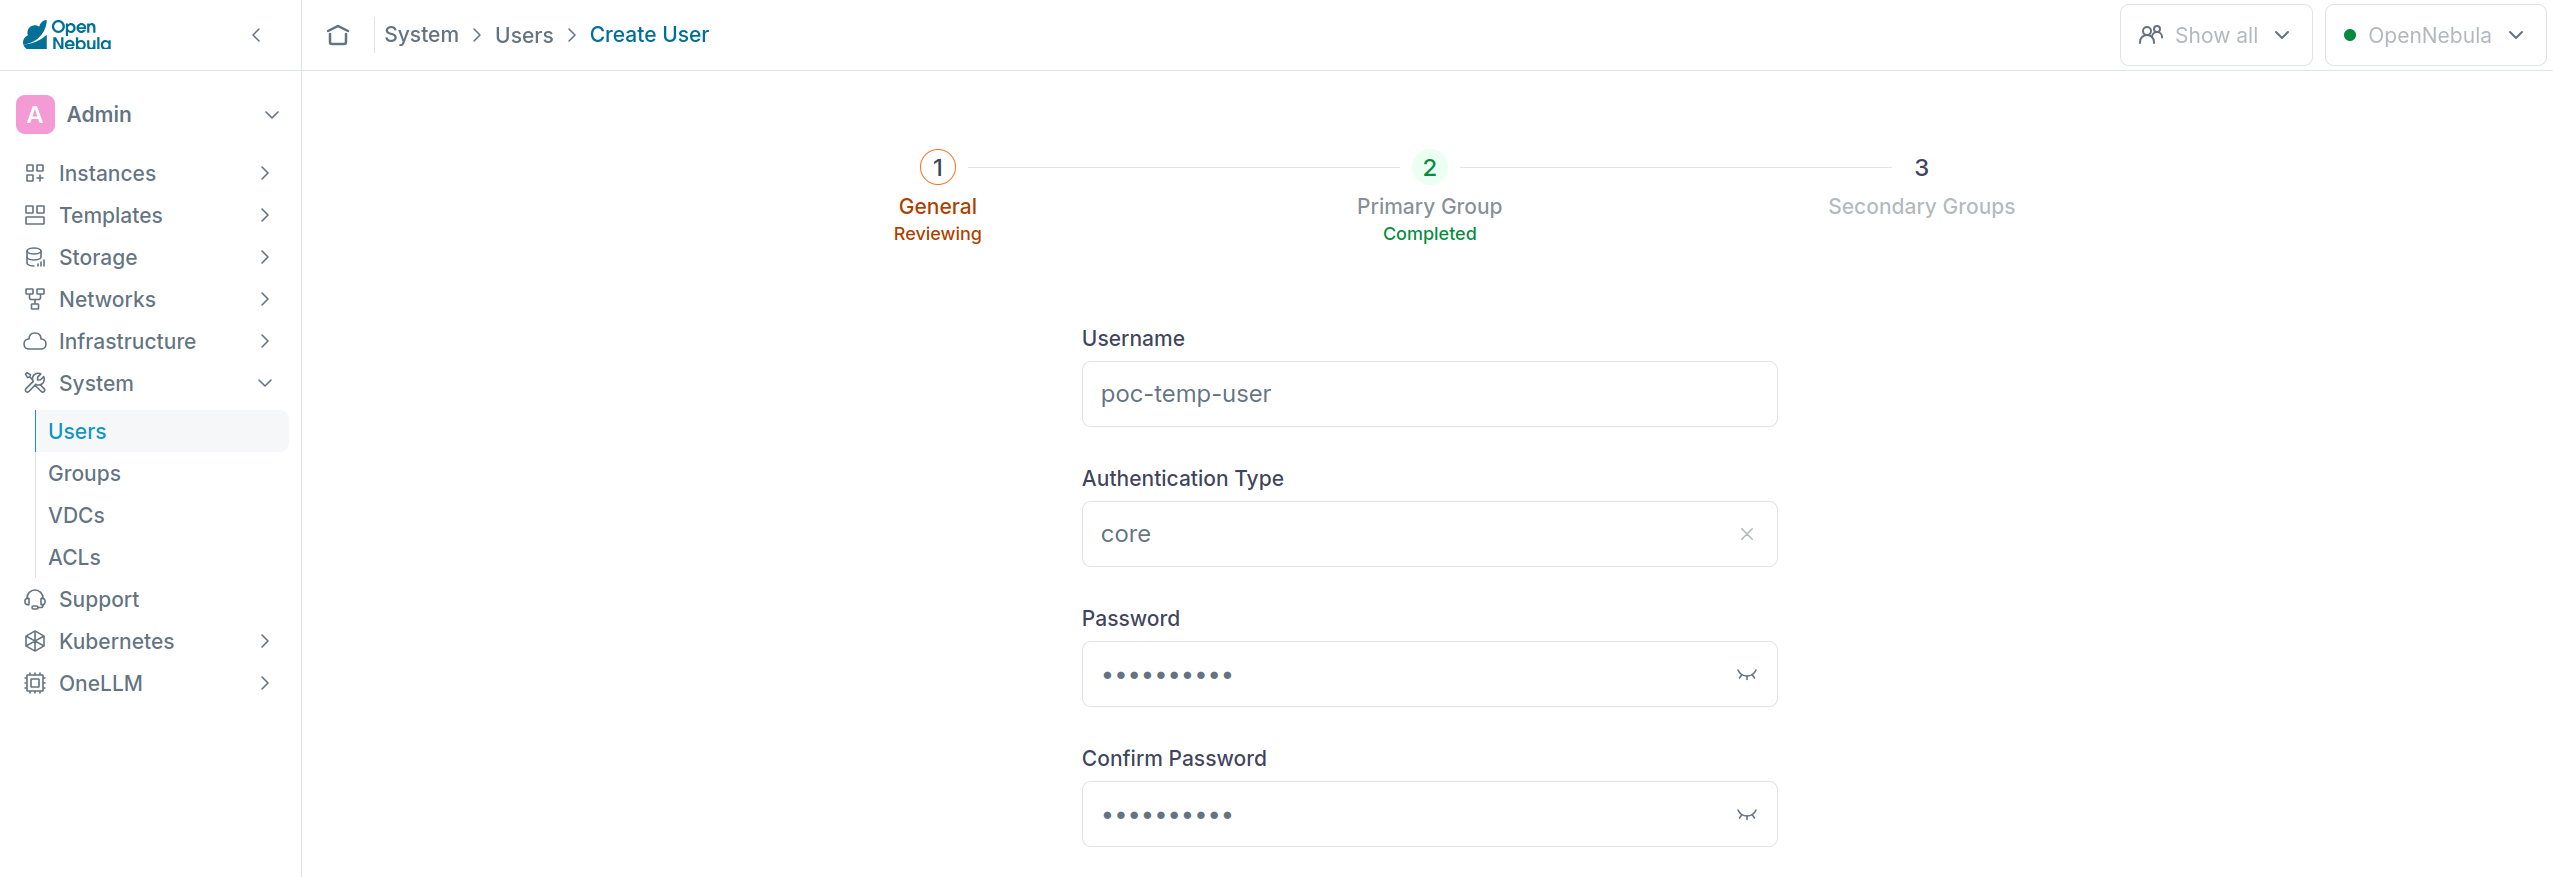 Open
Nebula
System > Users > Create User
Show all
OpenNebula
A
Admin
Instances
Templates
Storage
Networks
Infrastructure
System
Users
Groups
VDCs
ACLs
Support
Kubernetes
OneLLM
1
General
Reviewing
2
Primary Group
Completed
3
Secondary Groups
Username
poc-temp-user
Authentication Type
core
Password
••••••••••
Confirm Password
••••••••••